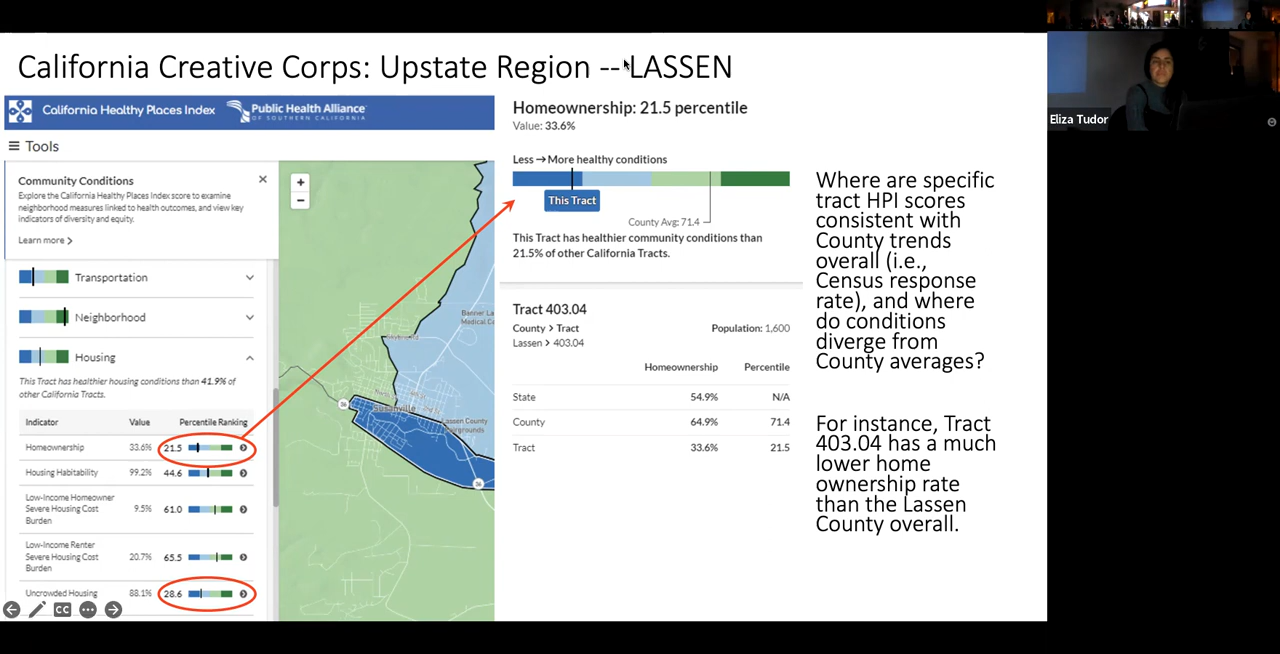 California Creative Corps: Upstate Region -- LASSEN
California Healthy Places Index
Public Health Alliance
OF SOUTHERN CALIFORNIA
Tools
Community Conditions
Explore the California Healthy Places Index score to examine
neighborhood measures linked to health outcomes, and view key
indicators of diversity and equity.
Learn more
Transportation
Neighborhood
Housing
This Tract has healthier housing conditions than 41.9% of
other California Tracts.
Indicator Value Percentile Ranking
Homeownership 33.6% 21.5
Housing Habitability 99.2% 44.6
Low-Income Homeowner
Severe Housing Cost
Burden
9.5% 61.0
Low-Income Renter
Severe Housing Cost
Burden
20.7% 65.5
Uncrowded Housing 88.1% 28.6
CC
+
−
Banner La
Medical Ce
Susanville
Lassen County
36
36
Homeownership: 21.5 percentile
Value: 33.6%
Less → More healthy conditions
This Tract
County Avg: 71.4
This Tract has healthier community conditions than
21.5% of other California Tracts.
Tract 403.04
County > Tract
Lassen > 403.04
Population: 1,600
Homeownership Percentile
State 54.9% N/A
County 64.9% 71.4
Tract 33.6% 21.5
Where are specific
tract HPI scores
consistent with
County trends
overall (i.e.,
Census response
rate), and where
do conditions
diverge from
County averages?
For instance, Tract
403.04 has a much
lower home
ownership rate
than the Lassen
County overall.
Eliza Tudor